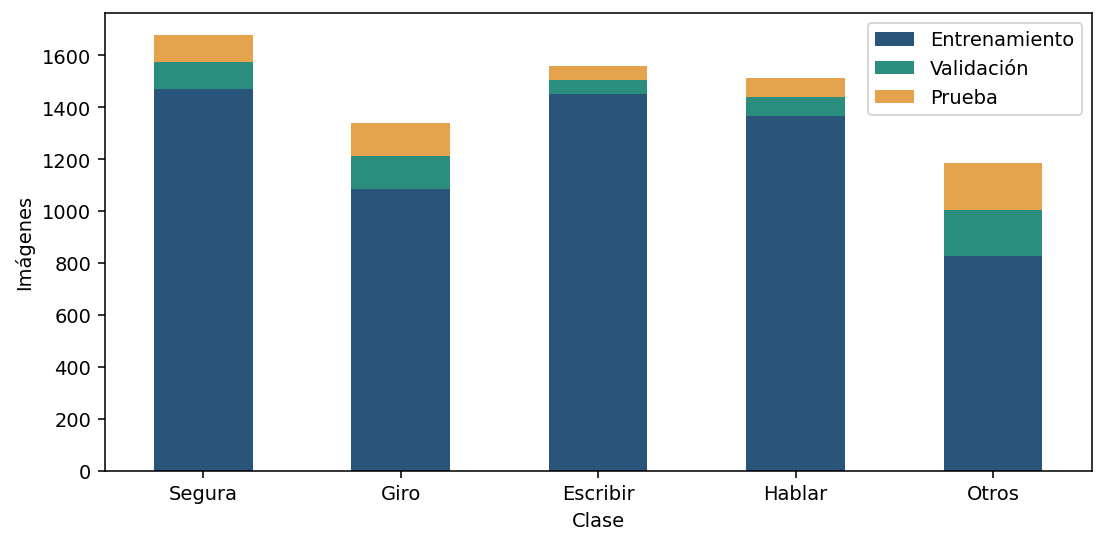 Imágenes
1600
1400
1200
1000
800
600
400
200
0
Entrenamiento
Validación
Prueba
Segura Giro Escribir Hablar Otros
Clase